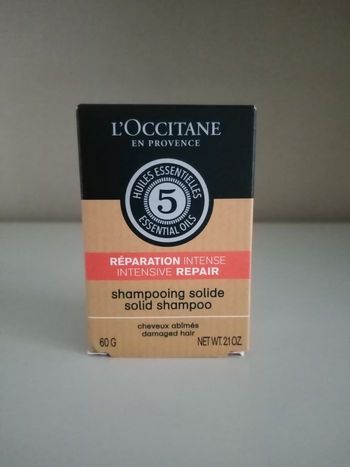 L'OCCITANE
EN PROVENCE
HUILES ESSENTIELLES
5
ESSENTIAL OILS
RÉPARATION INTENSE
INTENSIVE REPAIR
shampooing solide
solid shampoo
cheveux abîmés
damaged hair
60 G NET WT. 2.1 OZ.